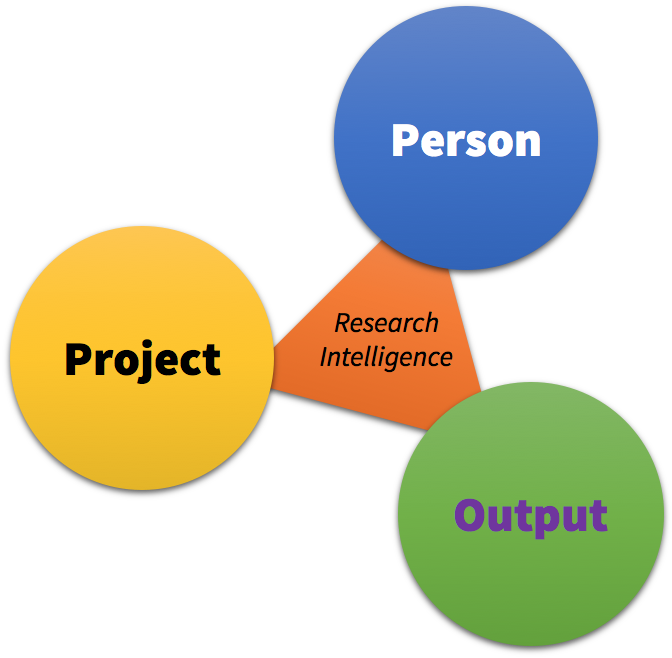 Person
Research
Intelligence
Project
Output